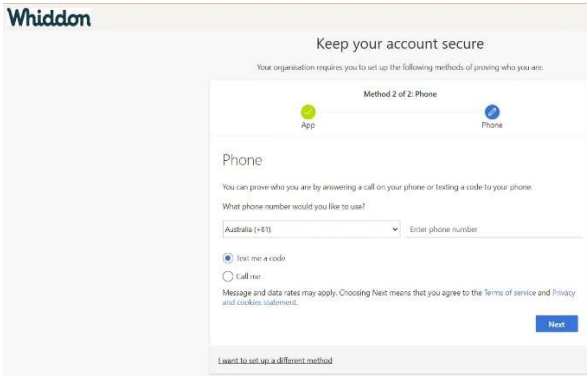 Whiddon
Keep your account secure
Your organisation requires you to set up the following methods of proving who you are.
Method 2 of 2: Phone
App
Phone
Phone
You can prove who you are by answering a call on your phone or texting a code to your phone.
What phone number would you like to use?
Australia (+61)
Enter phone number
Text me a code
Call me
Message and data rates may apply. Choosing Next means that you agree to the Terms of service and Privacy
and cookies statement.
Next
I want to set up a different method